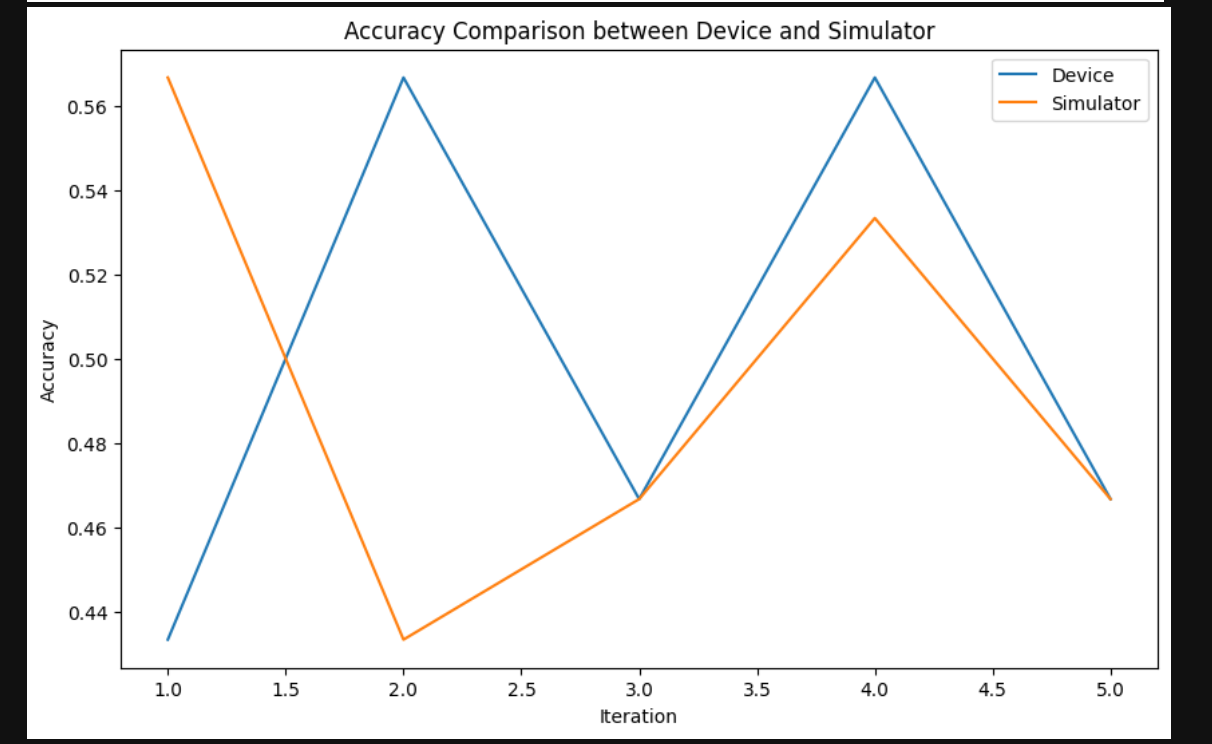 Accuracy Comparison between Device and Simulator
Device
Simulator
0.56
0.54
0.52
0.50
0.48
0.46
0.44
Accuracy
1.0 1.5 2.0 2.5 3.0 3.5 4.0 4.5 5.0
Iteration